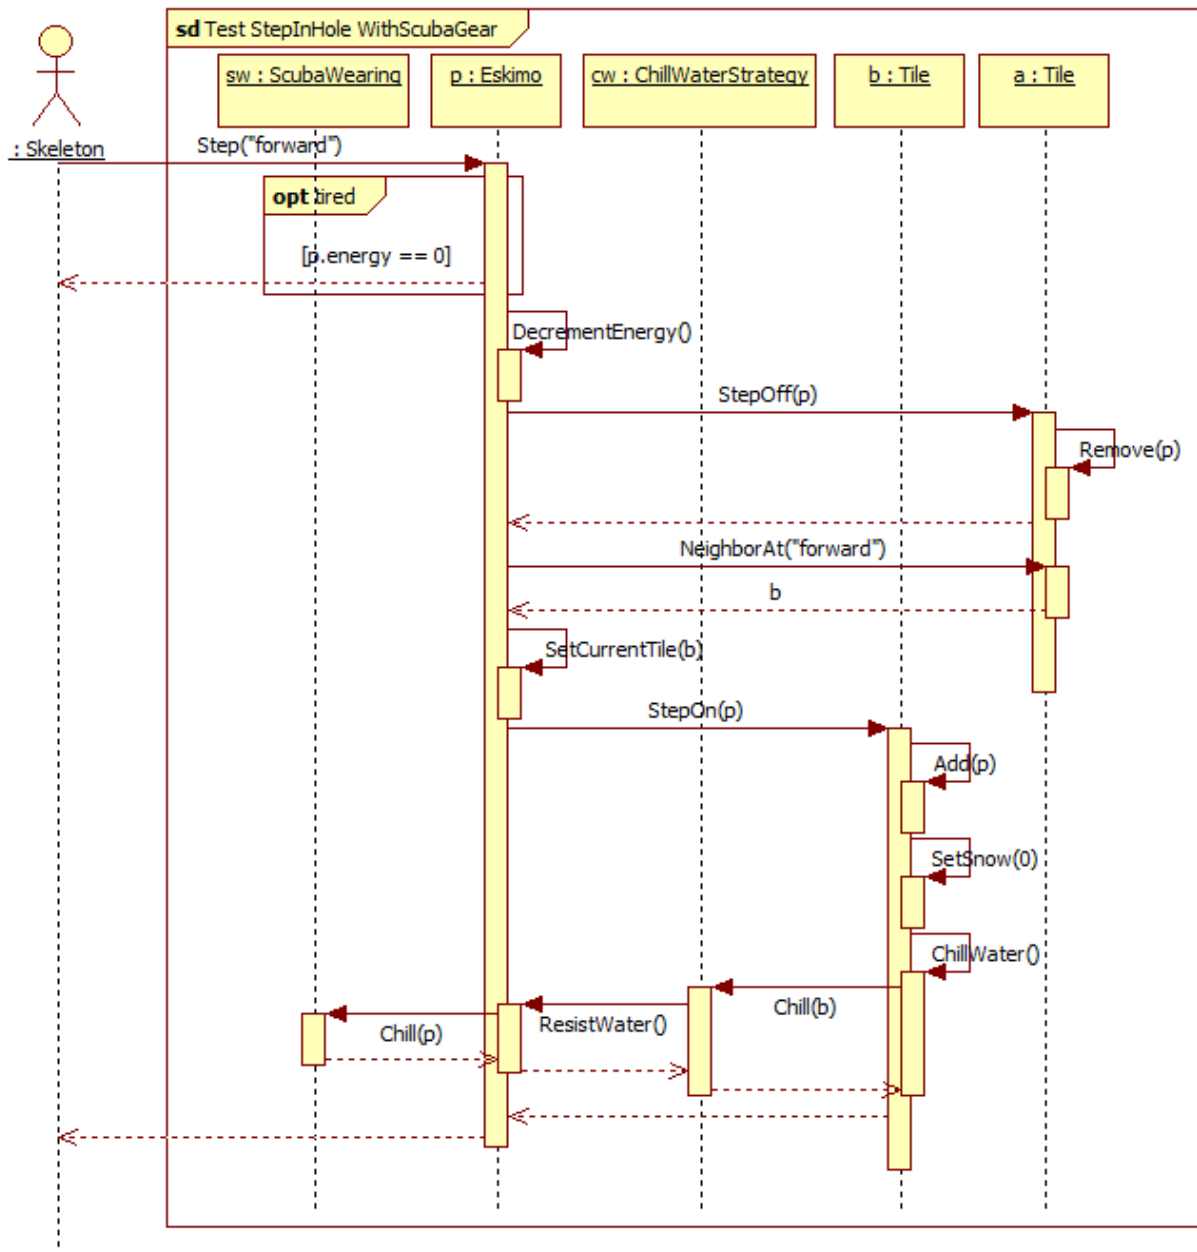 sd Test StepInHole WithScubaGear
sw : ScubaWearing
p : Eskimo
cw : ChillWaterStrategy
b : Tile
a : Tile
: Skeleton
Step("forward")
opt tired
[p.energy == 0]
DecrementEnergy()
StepOff(p)
Remove(p)
NeighborAt("forward")
b
SetCurrentTile(b)
StepOn(p)
Add(p)
SetSnow(0)
ChillWater()
Chill(b)
ResistWater()
Chill(p)